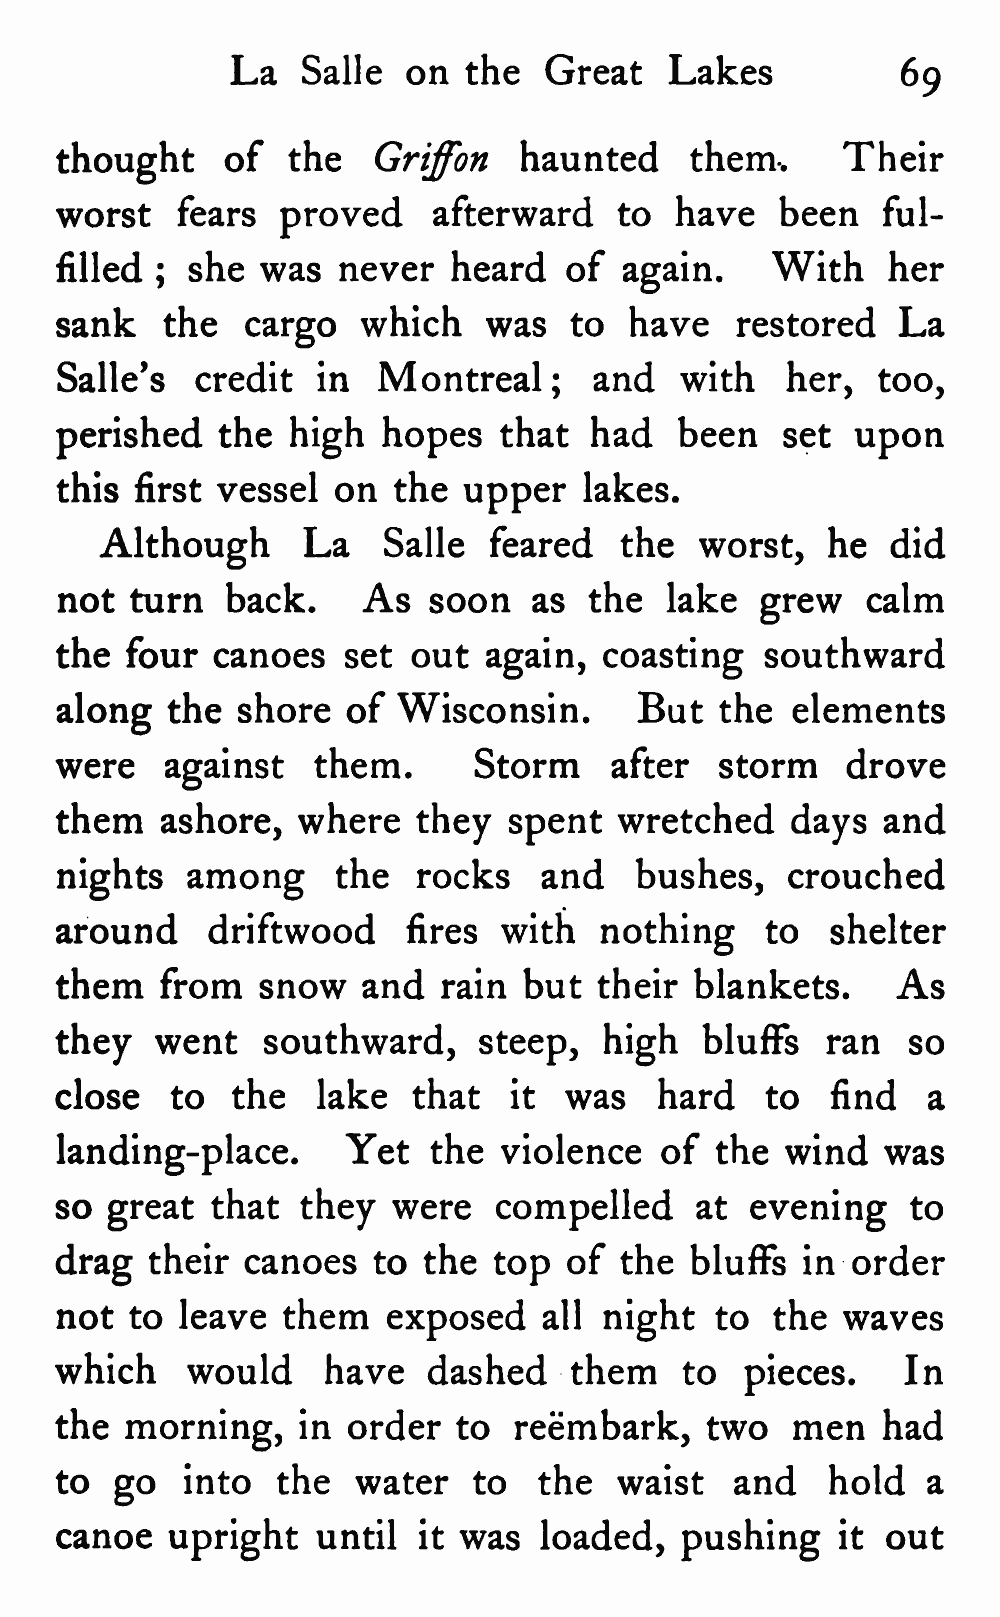 La Salle on the Great Lakes 69
thought of the Griffon haunted them. Their
worst fears proved afterward to have been ful-
filled ; she was never heard of again. With her
sank the cargo which was to have restored La
Salle's credit in Montreal ; and with her, too,
perished the high hopes that had been set upon
this first vessel on the upper lakes.
Although La Salle feared the worst, he did
not turn back. As soon as the lake grew calm
the four canoes set out again, coasting southward
along the shore of Wisconsin. But the elements
were against them. Storm after storm drove
them ashore, where they spent wretched days and
nights among the rocks and bushes, crouched
around driftwood fires with nothing to shelter
them from snow and rain but their blankets. As
they went southward, steep, high bluffs ran so
close to the lake that it was hard to find a
landing-place. Yet the violence of the wind was
so great that they were compelled at evening to
drag their canoes to the top of the bluffs in order
not to leave them exposed all night to the waves
which would have dashed them to pieces. In
the morning, in order to reëmbark, two men had
to go into the water to the waist and hold a
canoe upright until it was loaded, pushing it out